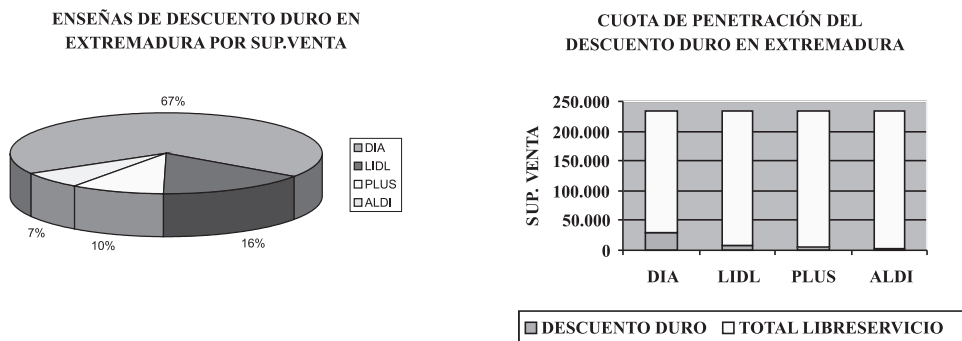 ENSEÑAS DE DESCUENTO DURO EN
EXTREMADURA POR SUP.VENTA
67%
7%
10%
16%
DIA
LIDL
PLUS
ALDI
CUOTA DE PENETRACIÓN DEL
DESCUENTO DURO EN EXTREMADURA
SUP. VENTA
250.000
200.000
150.000
100.000
50.000
0
DIA LIDL PLUS ALDI
DESCUENTO DURO TOTAL LIBRESERVICIO